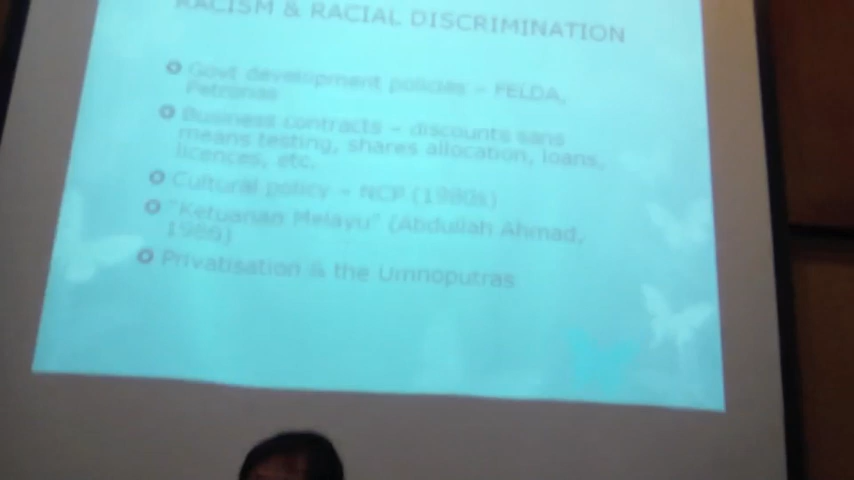 RACISM & RACIAL DISCRIMINATION
Govt development policies – FELDA,
Petronas
Business contracts – discounts sans
means testing, shares allocation, loans,
licences, etc.
Cultural policy – NCP (1980s)
"Ketuanan Melayu" (Abdullah Ahmad,
1986)
Privatisation & the Umnoputras